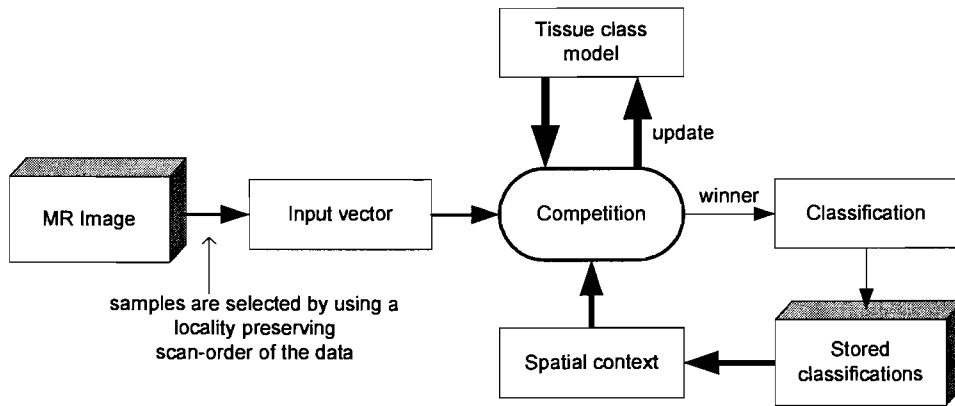 Tissue class
model
update
MR Image
Input vector
Competition
winner
Classification
samples are selected by using a
locality preserving
scan-order of the data
Spatial context
Stored
classifications